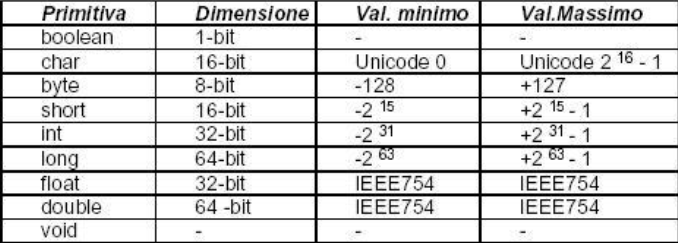 Primitiva Dimensione Val. minimo Val.Massimo
boolean 1-bit - -
char 16-bit Unicode 0 Unicode 2 16 - 1
byte 8-bit -128 +127
short 16-bit -2 15 +2 15 - 1
int 32-bit -2 31 +2 31 - 1
long 64-bit -2 63 +2 63 - 1
float 32-bit IEEE754 IEEE754
double 64 -bit IEEE754 IEEE754
void - - -